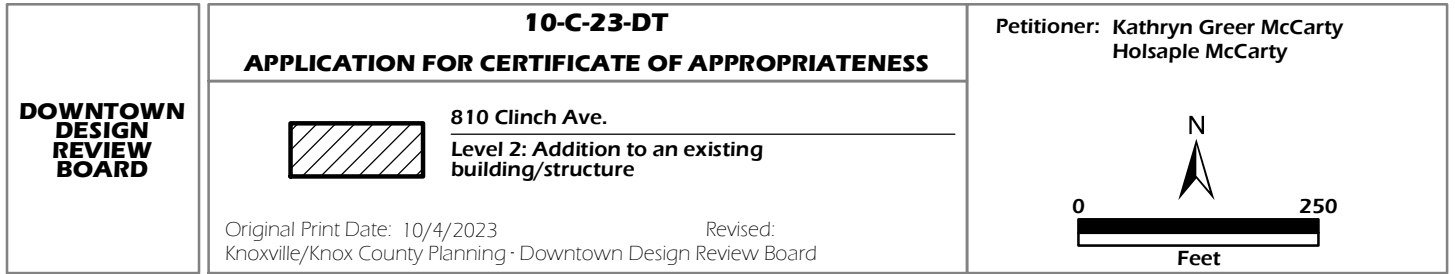 DOWNTOWN
DESIGN
REVIEW
BOARD
10-C-23-DT
APPLICATION FOR CERTIFICATE OF APPROPRIATENESS
810 Clinch Ave.
Level 2: Addition to an existing
building/structure
Original Print Date: 10/4/2023 Revised:
Knoxville/Knox County Planning - Downtown Design Review Board
Petitioner: Kathryn Greer McCarty
Holsaple McCarty
N
0 250
Feet